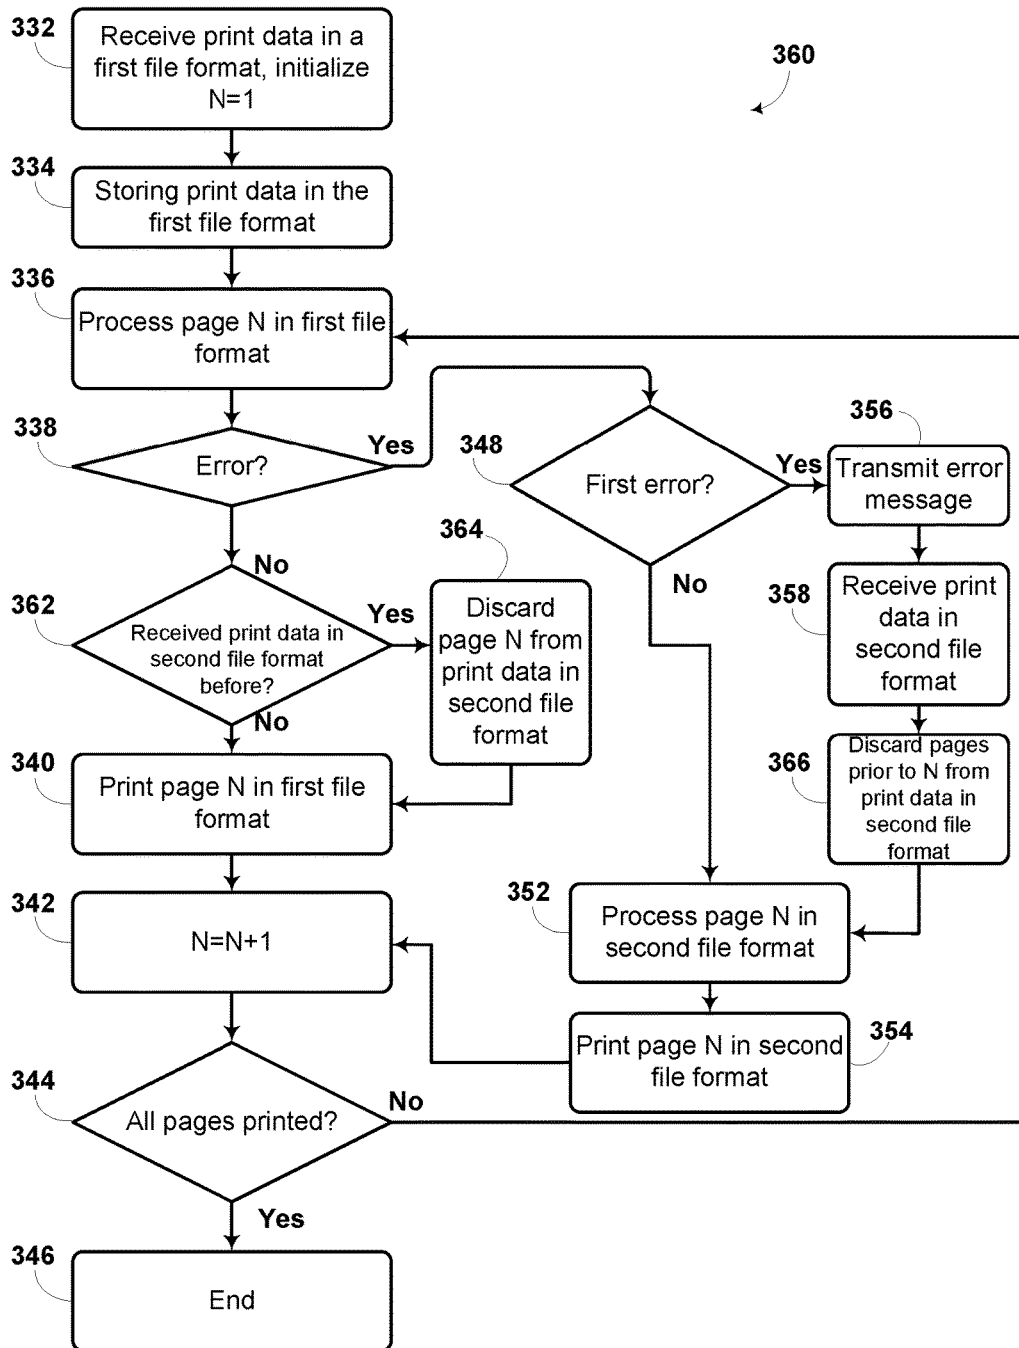 332
Receive print data in a
first file format, initialize
N=1
360
334
Storing print data in the
first file format
336
Process page N in first file
format
338
Error?
Yes
No
348
First error?
Yes
No
356
Transmit error
message
358
Receive print
data in
second file
format
366
Discard pages
prior to N from
print data in
second file
format
362
Received print data in
second file format
before?
Yes
No
364
Discard
page N from
print data in
second file
format
340
Print page N in first file
format
342
N=N+1
352
Process page N in
second file format
354
Print page N in second
file format
344
All pages printed?
No
Yes
346
End